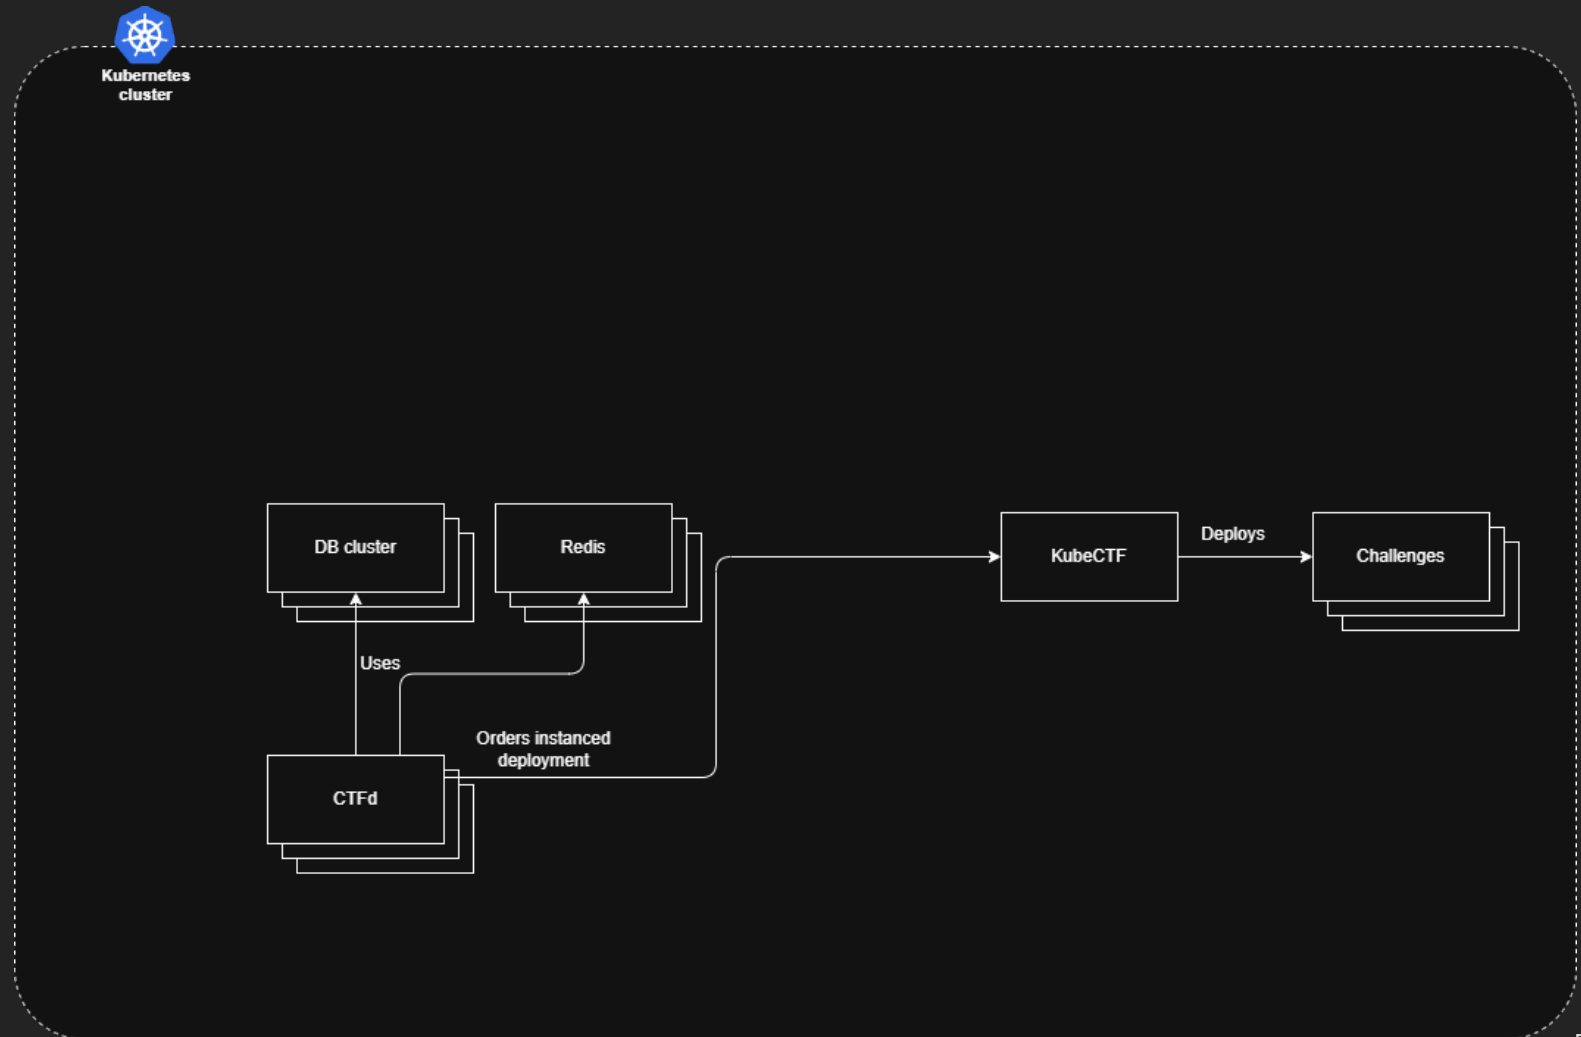 Kubernetes
cluster
DB cluster
Redis
KubeCTF
Deploys
Challenges
Uses
Orders instanced
deployment
CTFd